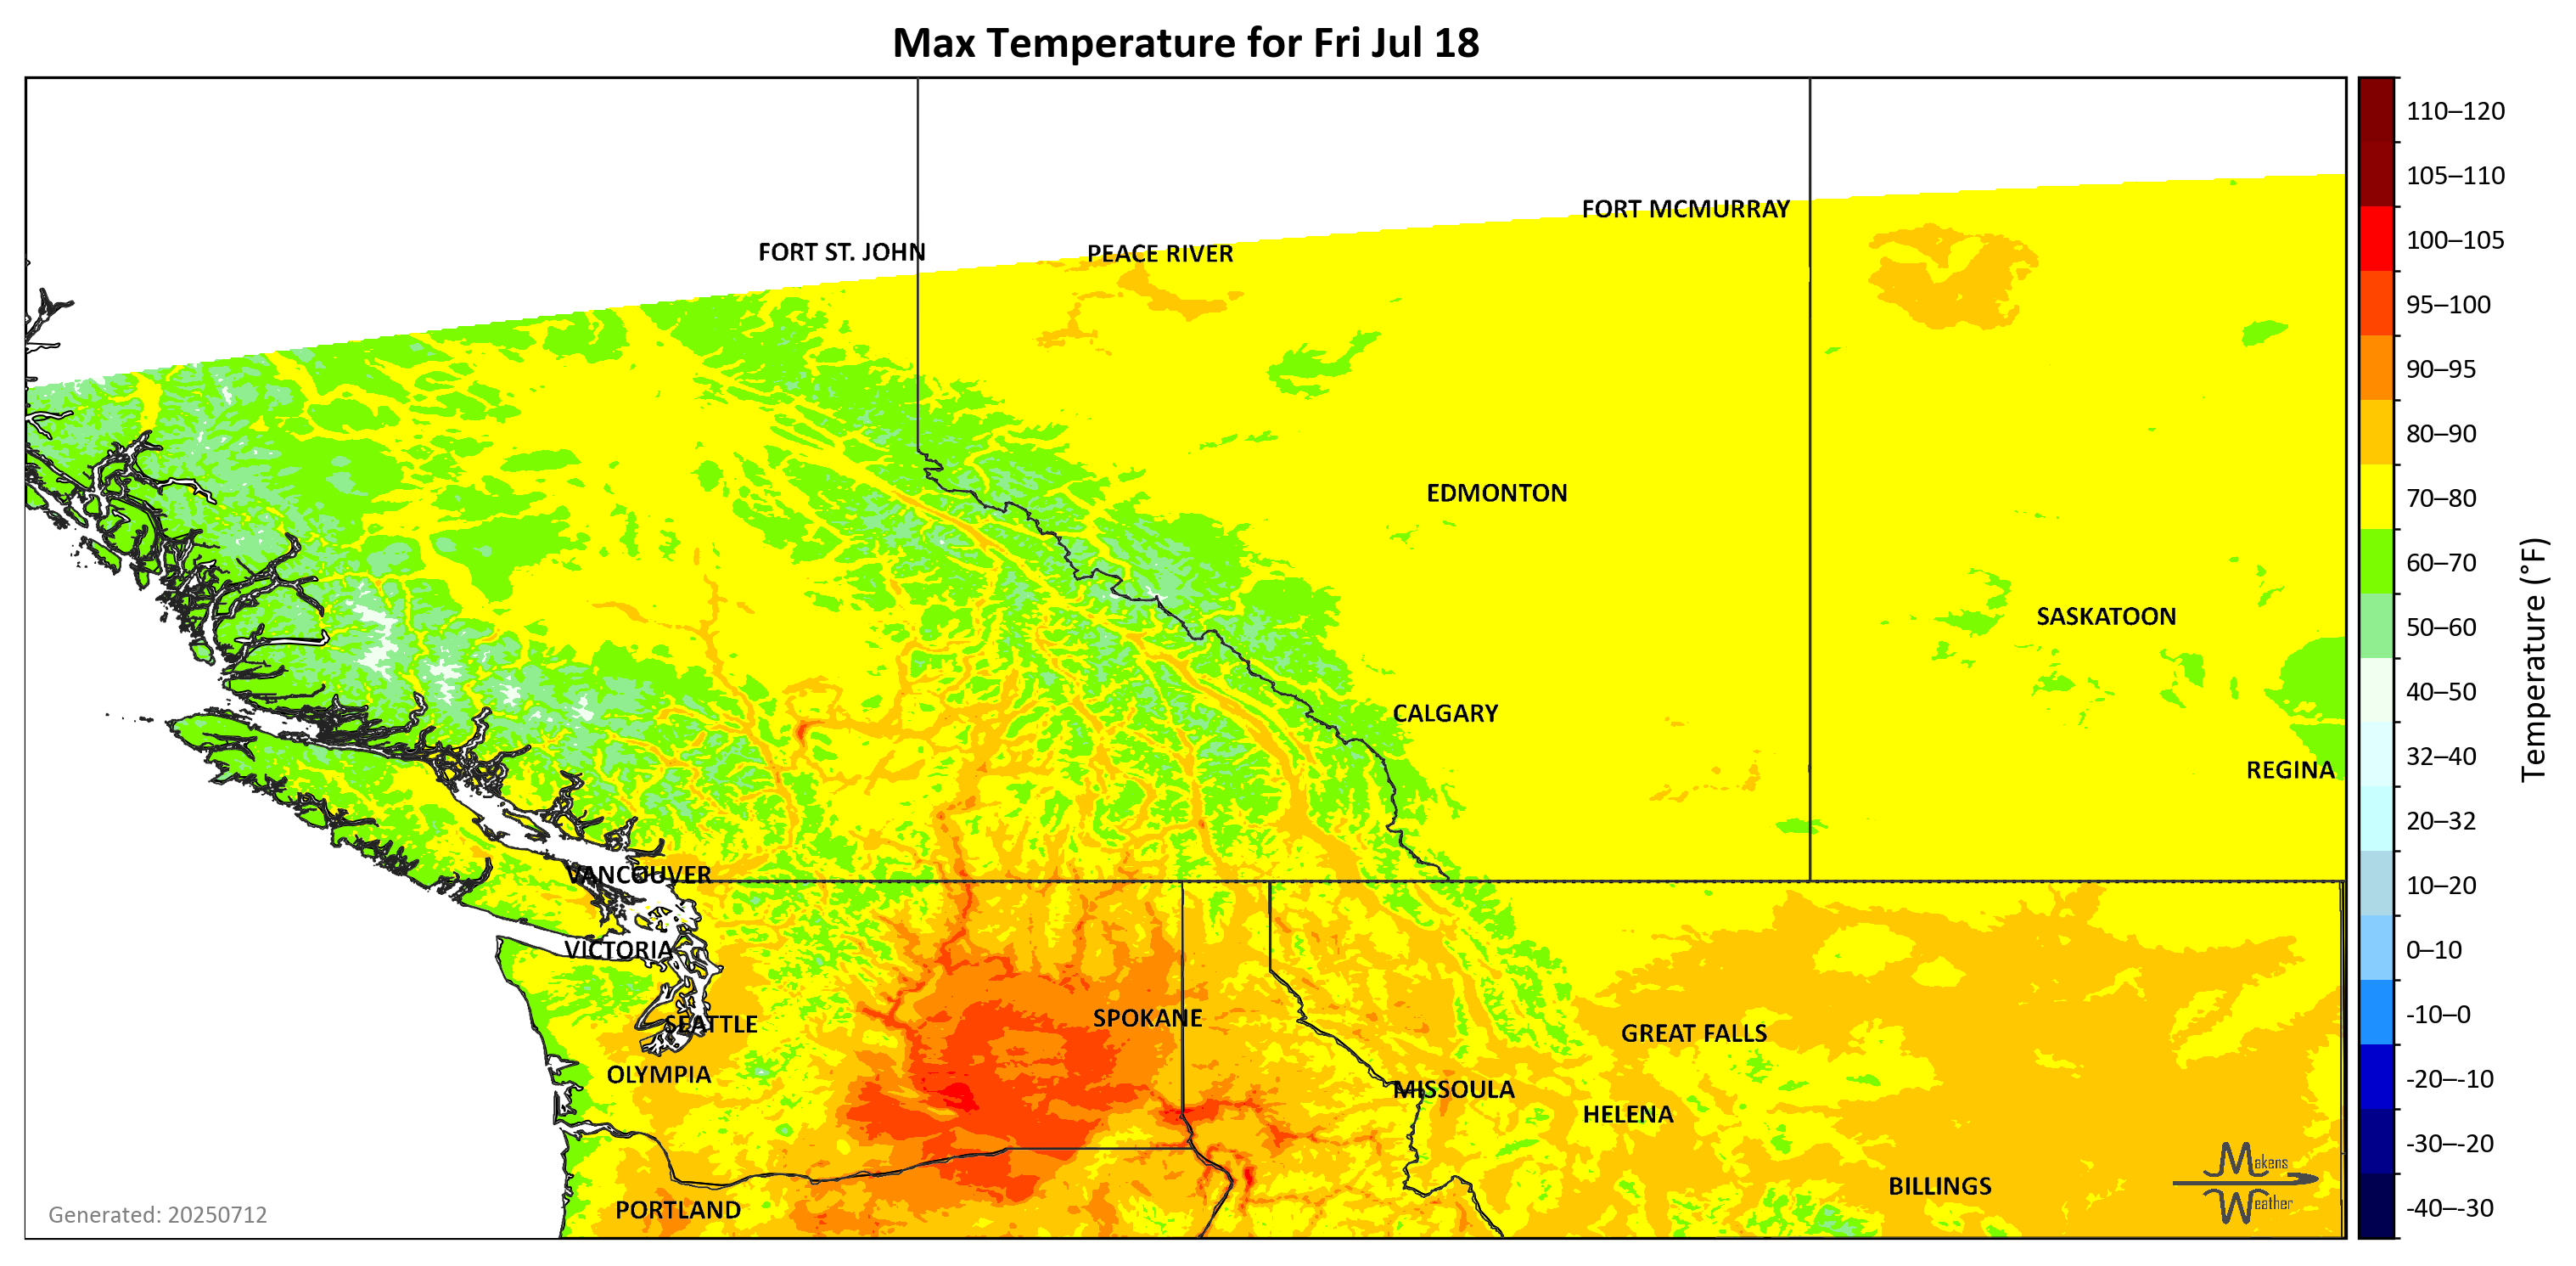 Max Temperature for Fri Jul 18
FORT MCMURRAY
FORT ST. JOHN
PEACE RIVER
EDMONTON
SASKATOON
CALGARY
REGINA
VANCOUVER
VICTORIA
SEATTLE
SPOKANE
GREAT FALLS
OLYMPIA
MISSOULA
HELENA
BILLINGS
PORTLAND
Makens
Weather
Generated: 20250712
110–120
105–110
100–105
95–100
90–95
80–90
70–80
60–70
50–60
40–50
32–40
20–32
10–20
0–10
-10–0
-20–-10
-30–-20
-40–-30
Temperature (°F)